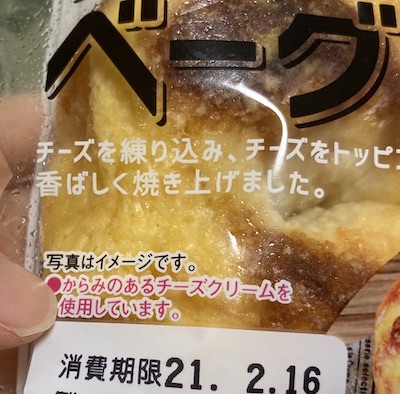 ベーグ
チーズを練り込み、チーズをトッピ
香ばしく焼き上げました。
写真はイメージです。
●からみのあるチーズクリームを
使用しています。
消費期限21. 2.16